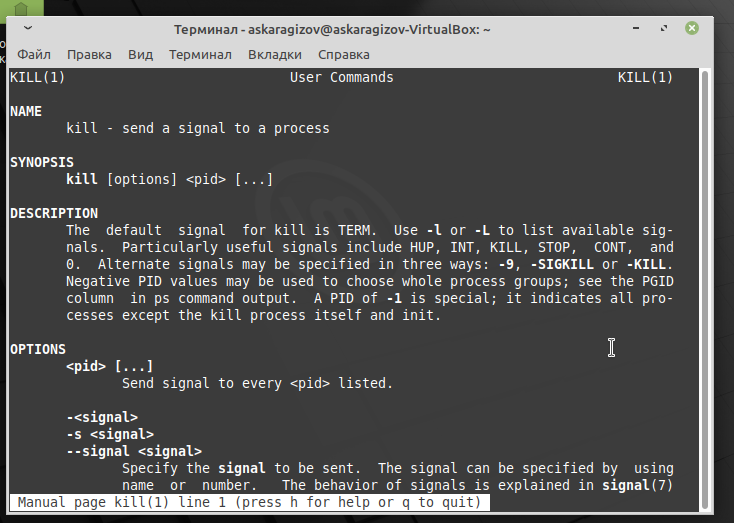 Терминал - askaragizov@askaragizov-VirtualBox: ~
Файл Правка Вид Терминал Вкладки Справка
KILL(1) User Commands KILL(1)
NAME
kill - send a signal to a process
SYNOPSIS
kill [options] <pid> [...]
DESCRIPTION
The default signal for kill is TERM. Use -l or -L to list available sig-
nals. Particularly useful signals include HUP, INT, KILL, STOP, CONT, and
0. Alternate signals may be specified in three ways: -9, -SIGKILL or -KILL.
Negative PID values may be used to choose whole process groups; see the PGID
column in ps command output. A PID of -1 is special; it indicates all pro-
cesses except the kill process itself and init.
OPTIONS
<pid> [...]
Send signal to every <pid> listed.
-<signal>
-s <signal>
--signal <signal>
Specify the signal to be sent. The signal can be specified by using
name or number. The behavior of signals is explained in signal(7)
Manual page kill(1) line 1 (press h for help or q to quit)